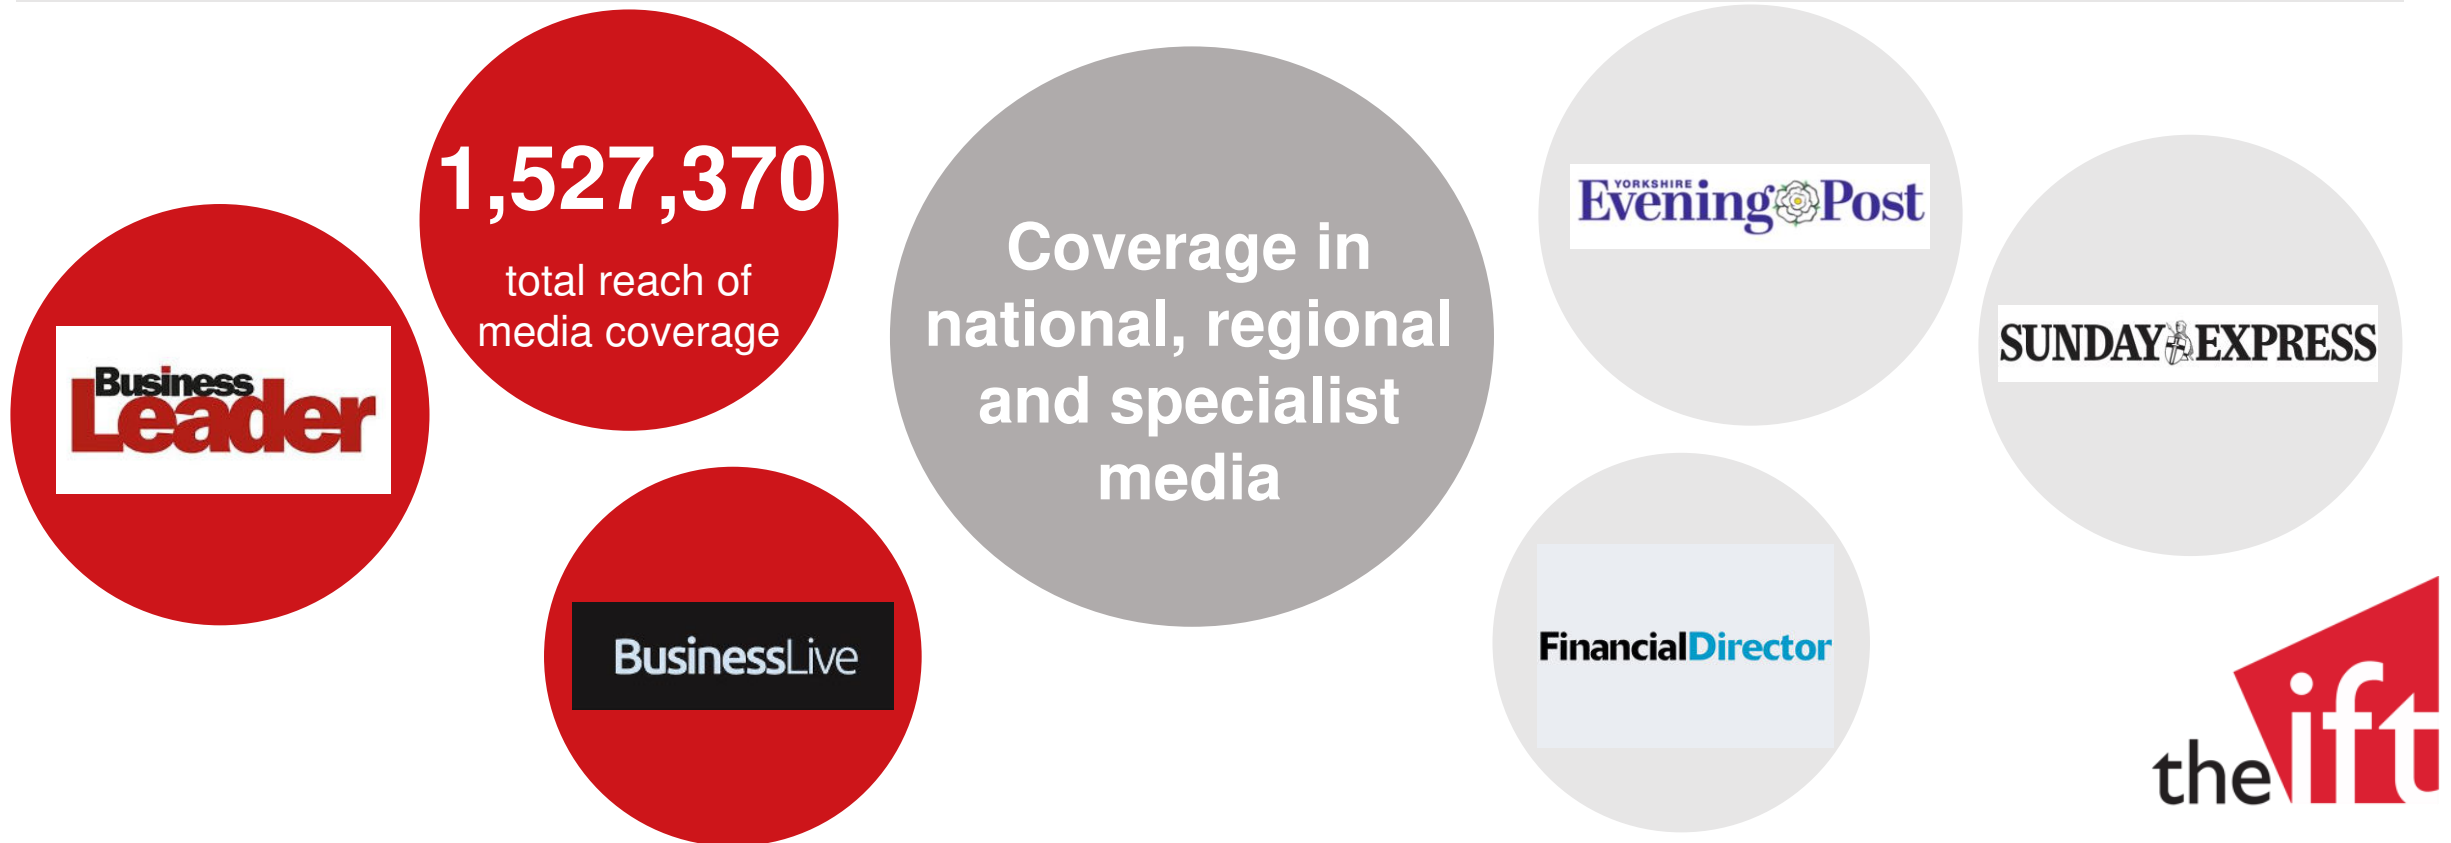 Business
Leader
1,527,370
total reach of
media coverage
BusinessLive
Coverage in
national, regional
and specialist
media
YORKSHIRE
Evening Post
SUNDAY EXPRESS
FinancialDirector
the ift